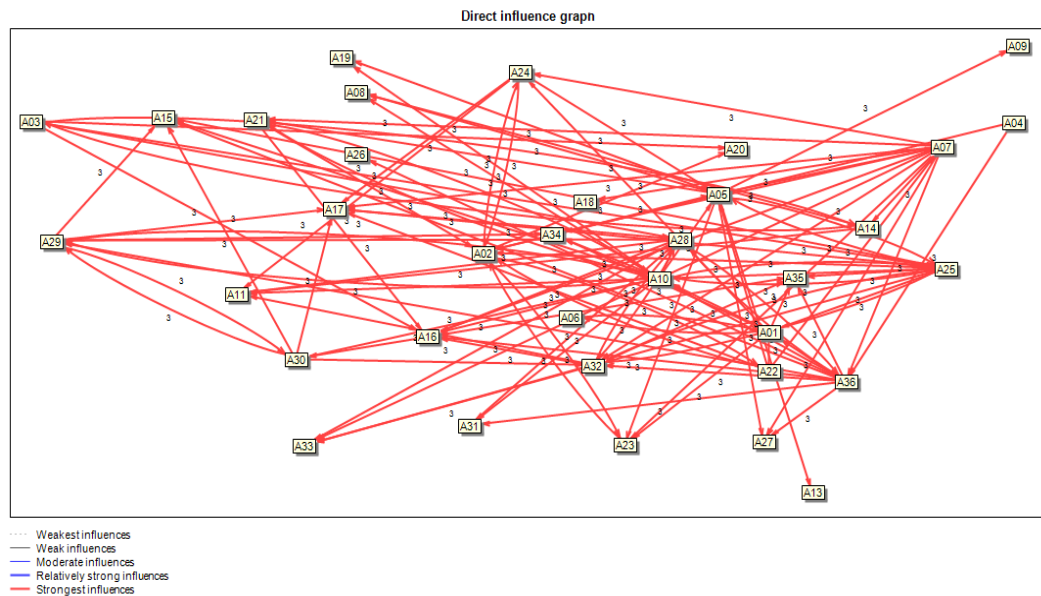 Direct influence graph
A09
A19
A24
A08
A03
A15
A21
A04
A07
A20
A26
A05
A18
A17
A14
A34
A29
A28
A02
A25
A10
A35
A11
A06
A01
A16
A30
A32
A22
A36
A31
A33
A23
A27
A13
3
Weakest influences
Weak influences
Moderate influences
Relatively strong influences
Strongest influences